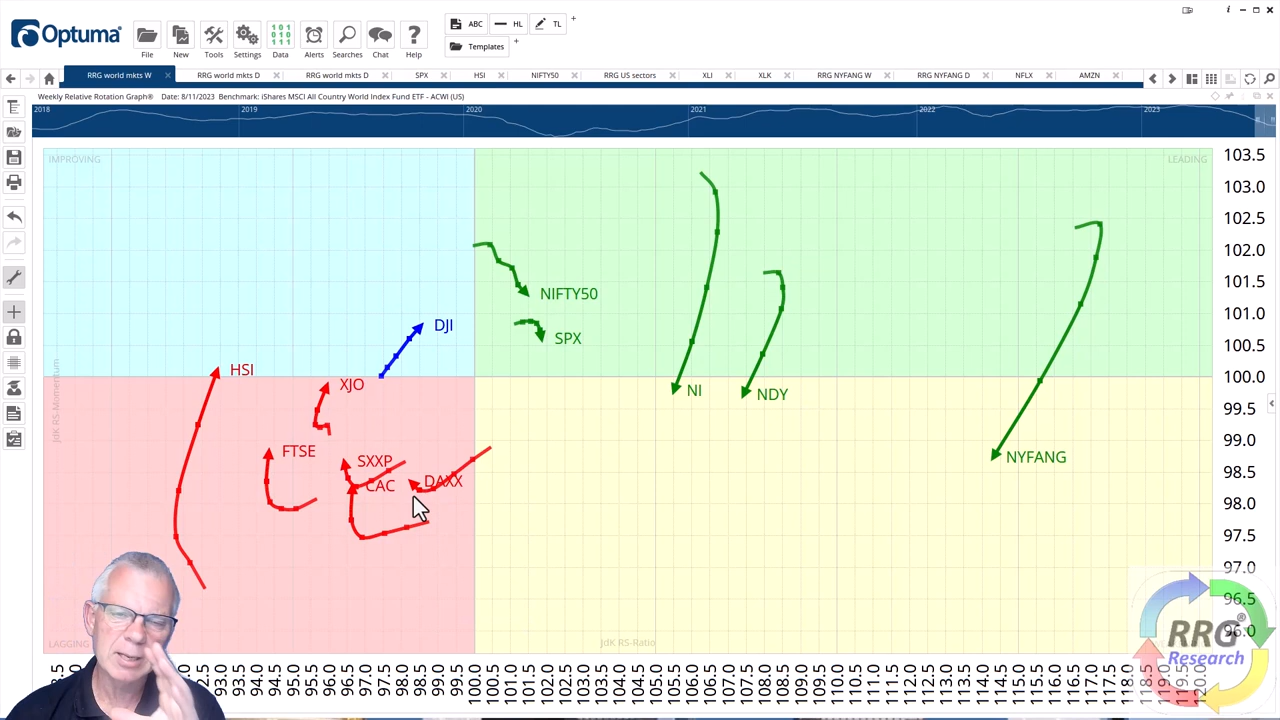 Optuma
File New Tools Settings Data Alerts Searches Chat Help
ABC HL TL
Templates
RRG world mkts W RRG world mkts D RRG world mkts D SPX HSI NIFTY50 RRG US sectors XLI XLK RRG NYFANG W RRG NYFANG D NFLX AMZN
Weekly Relative Rotation Graph® Date: 8/11/2023 Benchmark: iShares MSCI All Country World Index Fund ETF - ACWI (US)
2018 2019 2020 2021 2022 2023
IMPROVING LEADING
103.5
103.0
102.5
102.0
101.5
101.0
100.5
100.0
99.5
99.0
98.5
98.0
97.5
97.0
96.5
96.0
NIFTY50
DJI
SPX
HSI
XJO
NI
NDY
FTSE
SXXP
NYFANG
DAXX
CAC
JdK RS-Momentum
LAGGING JdK RS-Ratio
RRG®
Research
93.5 94.0 94.5 95.0 95.5 96.0 96.5 97.0 97.5 98.0 98.5 99.0 99.5 100.0 100.5 101.0 101.5 102.0 102.5 103.0 103.5 104.0 104.5 105.0 105.5 106.0 106.5 107.0 107.5 108.0 108.5 109.0 109.5 110.0 110.5 111.0 111.5 112.0 112.5 113.0 113.5 114.0 114.5 115.0 115.5 116.0 116.5 117.0 117.5 118.0 118.5 119.0 119.5 120.0